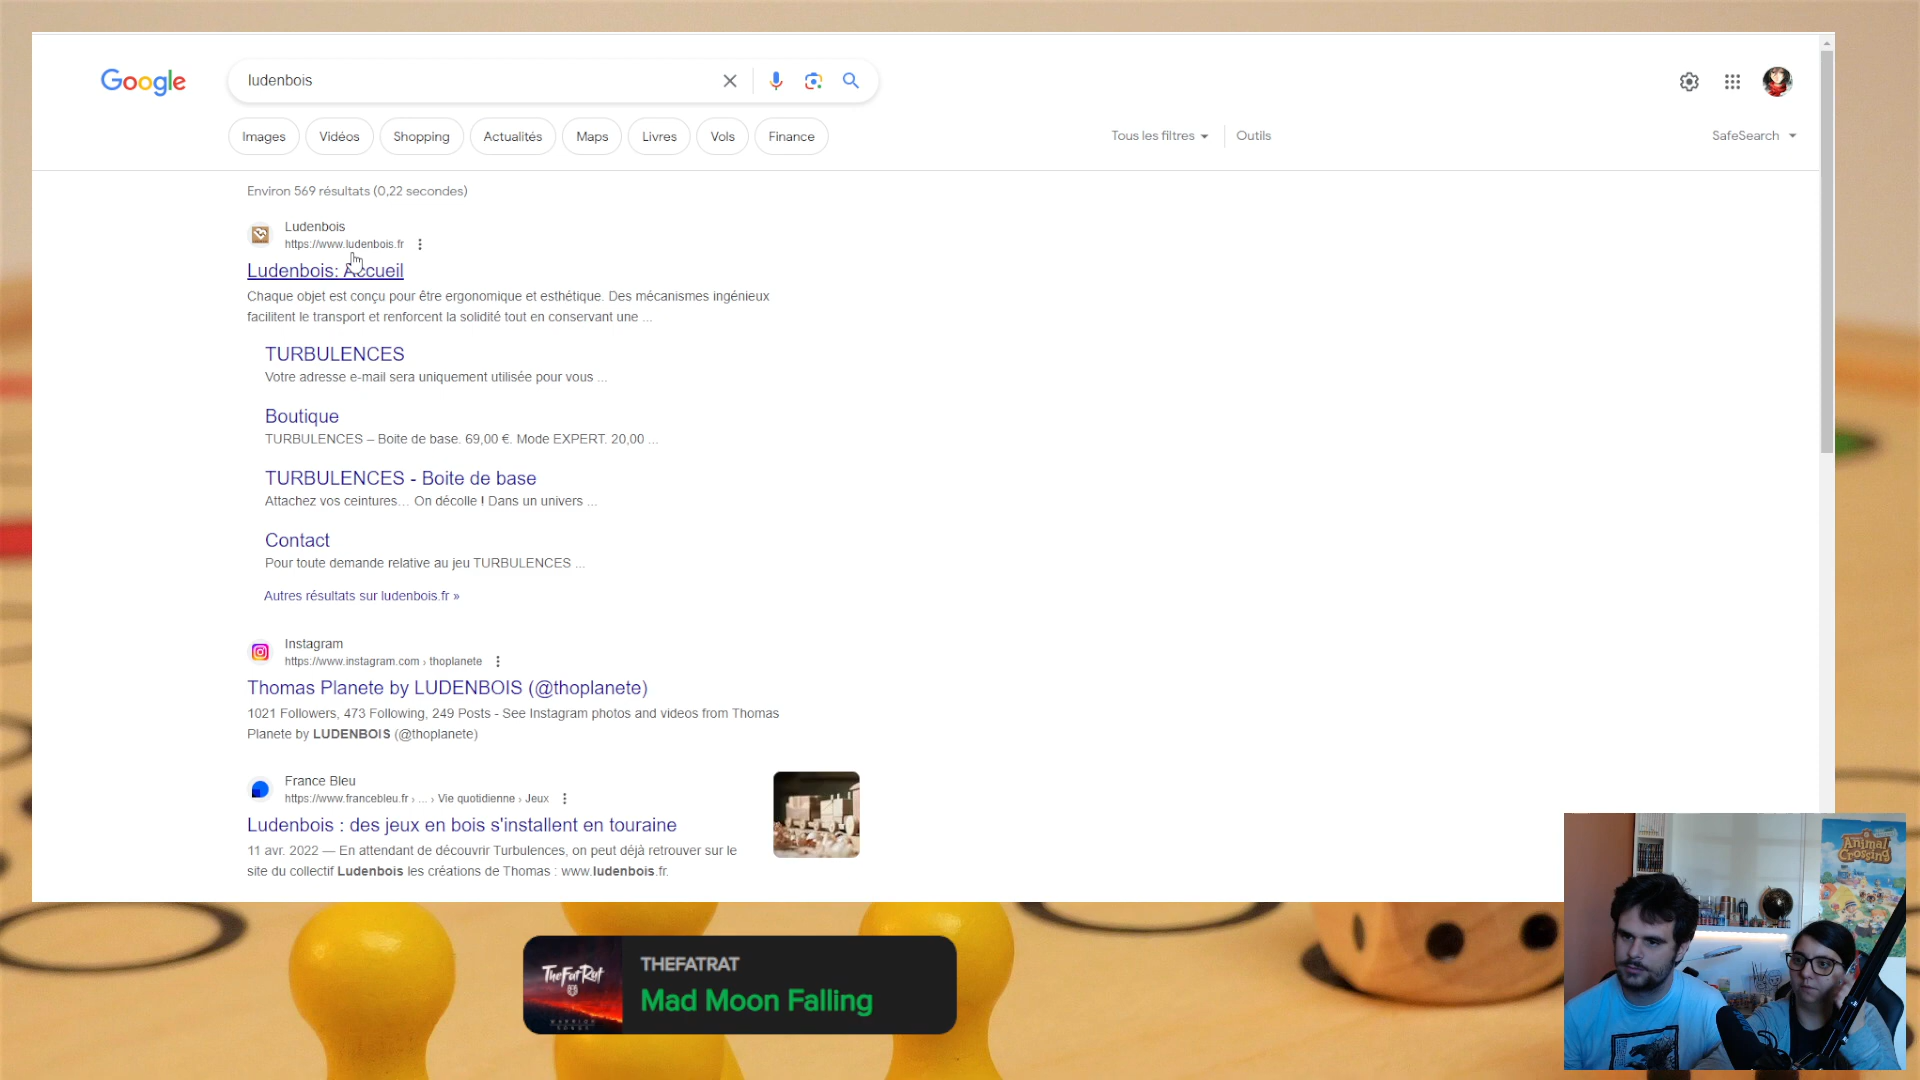 Google
ludenbois
Images
Vidéos
Shopping
Actualités
Maps
Livres
Vols
Finance
Tous les filtres
Outils
SafeSearch
Environ 569 résultats (0,22 secondes)
Ludenbois
https://www.ludenbois.fr
Ludenbois: Accueil
Chaque objet est conçu pour être ergonomique et esthétique. Des mécanismes ingénieux
facilitent le transport et renforcent la solidité tout en conservant une ...
TURBULENCES
Votre adresse e-mail sera uniquement utilisée pour vous ...
Boutique
TURBULENCES – Boite de base. 69,00 €. Mode EXPERT. 20,00 ...
TURBULENCES - Boite de base
Attachez vos ceintures… On décolle ! Dans un univers ...
Contact
Pour toute demande relative au jeu TURBULENCES ...
Autres résultats sur ludenbois.fr »
Instagram
https://www.instagram.com › thoplanete
Thomas Planete by LUDENBOIS (@thoplanete)
1021 Followers, 473 Following, 249 Posts - See Instagram photos and videos from Thomas
Planete by LUDENBOIS (@thoplanete)
France Bleu
https://www.francebleu.fr › ... › Vie quotidienne › Jeux
Ludenbois : des jeux en bois s'installent en touraine
11 avr. 2022 — En attendant de découvrir Turbulences, on peut déjà retrouver sur le
site du collectif Ludenbois les créations de Thomas : www.ludenbois.fr.
Animal
Crossing
TheFatRat
THEFATRAT
Mad Moon Falling